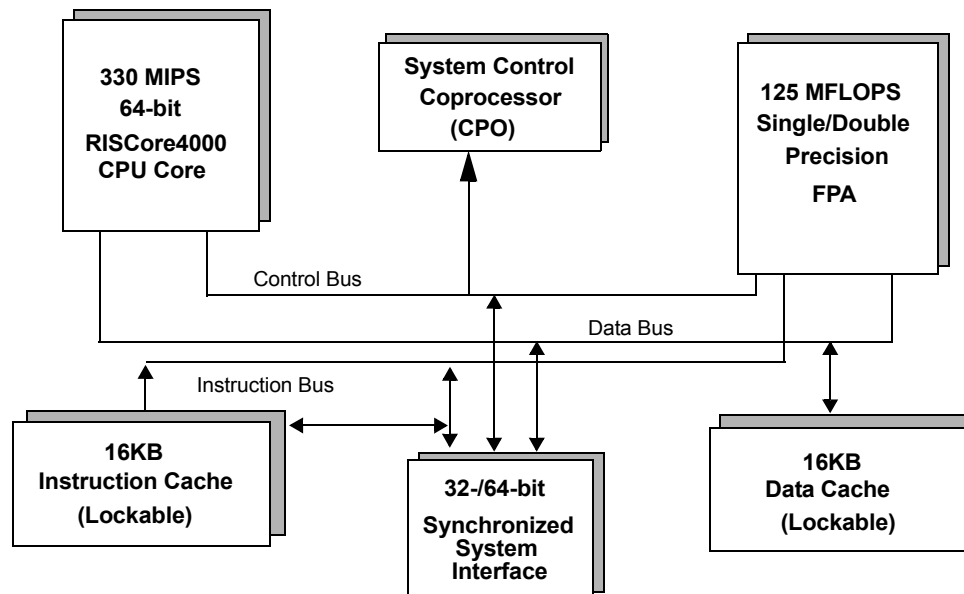 330 MIPS
64-bit
RISCore4000
CPU Core
System Control
Coprocessor
(CPO)
125 MFLOPS
Single/Double
Precision
FPA
Control Bus
Data Bus
Instruction Bus
16KB
Instruction Cache
(Lockable)
32-/64-bit
Synchronized
System
Interface
16KB
Data Cache
(Lockable)